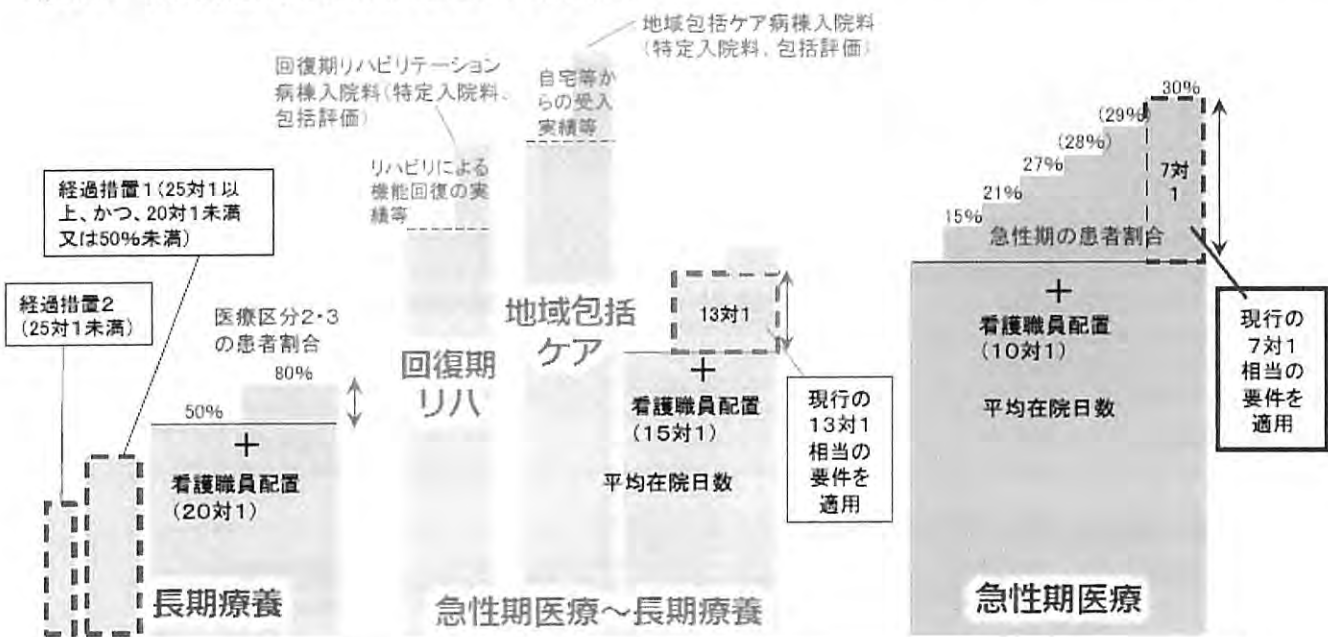 地域包括ケア病棟入院料
(特定入院料、包括評価)
回復期リハビリテーション
病棟入院料(特定入院料、
包括評価)
自宅等か
らの受入
実績等
リハビリによる
機能回復の実
績等
経過措置1(25対1以
上、かつ、20対1未満
又は50%未満)
経過措置2
(25対1未満)
医療区分2・3
の患者割合
80%
50%
+
看護職員配置
(20対1)
長期療養
回復期
リハ
地域包括
ケア
13対1
+
看護職員配置
(15対1)
平均在院日数
現行の
13対1
相当の
要件を
適用
急性期医療~長期療養
15%
21%
27%
(28%)
(29%)
30%
7対
1
急性期の患者割合
+
看護職員配置
(10対1)
平均在院日数
現行の
7対1
相当の
要件を
適用
急性期医療